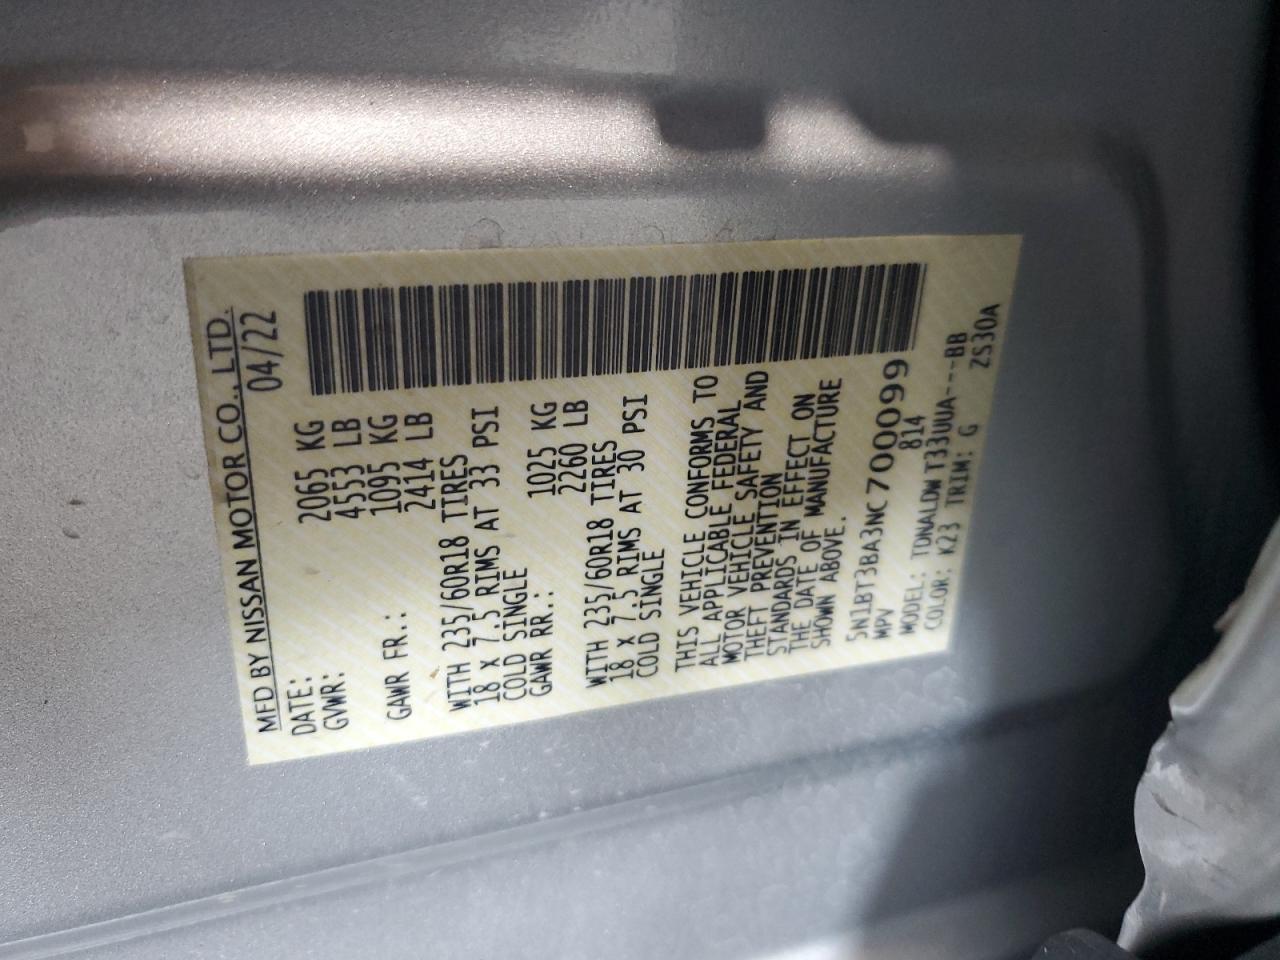 MFD BY NISSAN MOTOR CO., LTD.
DATE: 04/22
GVWR: 2065 KG
4553 LB
GAWR FR.: 1095 KG
2414 LB
WITH 235/60R18 TIRES
18 X 7.5 RIMS AT 33 PSI
COLD SINGLE
GAWR RR.: 1025 KG
2260 LB
WITH 235/60R18 TIRES
18 X 7.5 RIMS AT 30 PSI
COLD SINGLE
THIS VEHICLE CONFORMS TO
ALL APPLICABLE FEDERAL
MOTOR VEHICLE SAFETY AND
THEFT PREVENTION
STANDARDS IN EFFECT ON
THE DATE OF MANUFACTURE
SHOWN ABOVE.
5N1BT3BA3NC700099
MPV 814
MODEL: TDNALDW T33UUA---BB
COLOR: K23 TRIM: G ZS30A